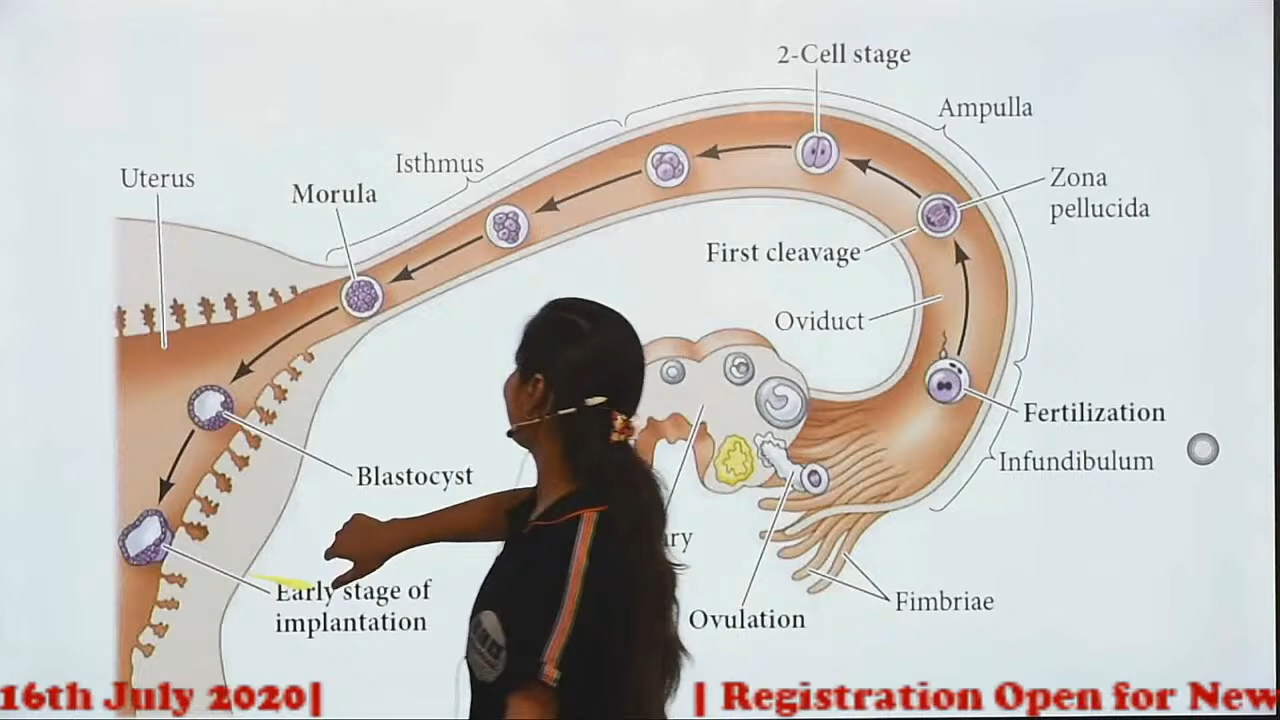 2-Cell stage
Ampulla
Isthmus
Uterus
Morula
Zona
pellucida
First cleavage
Oviduct
Fertilization
Infundibulum
Blastocyst
Early stage of
implantation
Ovulation
Fimbriae
16th July 2020|
| Registration Open for New